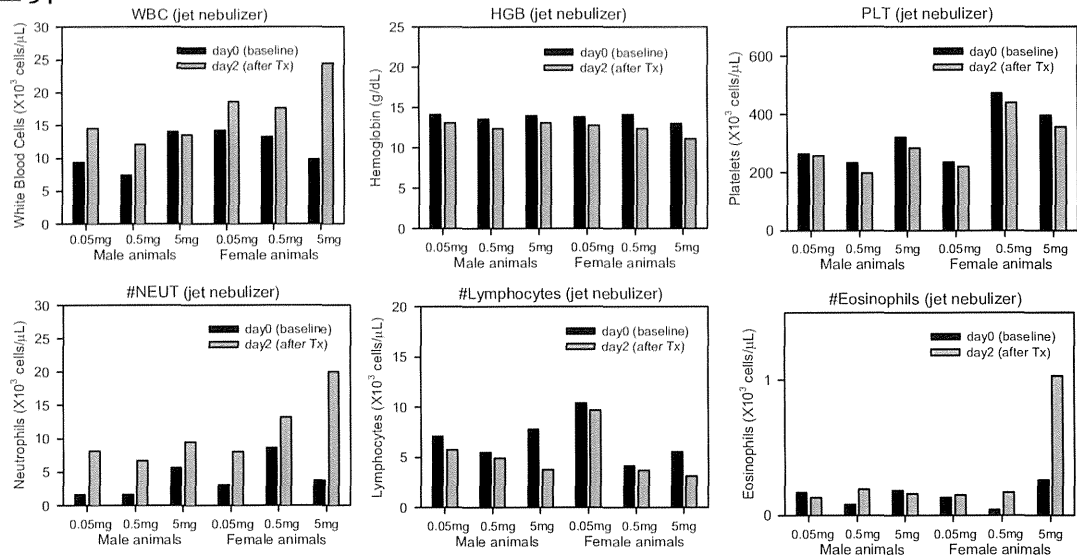 WBC (jet nebulizer)
White Blood Cells (X10³ cells/μL)
30
25
20
15
10
5
0
day0 (baseline)
day2 (after Tx)
0.05mg 0.5mg 5mg 0.05mg 0.5mg 5mg
Male animals Female animals
HGB (jet nebulizer)
Hemoglobin (g/dL)
25
20
15
10
5
0
day0 (baseline)
day2 (after Tx)
0.05mg 0.5mg 5mg 0.05mg 0.5mg 5mg
Male animals Female animals
PLT (jet nebulizer)
Platelets (X10³ cells/μL)
600
400
200
0
day0 (baseline)
day2 (after Tx)
0.05mg 0.5mg 5mg 0.05mg 0.5mg 5mg
Male animals Female animals
#NEUT (jet nebulizer)
Neutrophils (X10³ cells/μL)
30
25
20
15
10
5
0
day0 (baseline)
day2 (after Tx)
0.05mg 0.5mg 5mg 0.05mg 0.5mg 5mg
Male animals Female animals
#Lymphocytes (jet nebulizer)
Lymphocytes (X10³ cells/μL)
20
15
10
5
0
day0 (baseline)
day2 (after Tx)
0.05mg 0.5mg 5mg 0.05mg 0.5mg 5mg
Male animals Female animals
#Eosinophils (jet nebulizer)
Eosinophils (X10³ cells/μL)
1
0
day0 (baseline)
day2 (after Tx)
0.05mg 0.5mg 5mg 0.05mg 0.5mg 5mg
Male animals Female animals